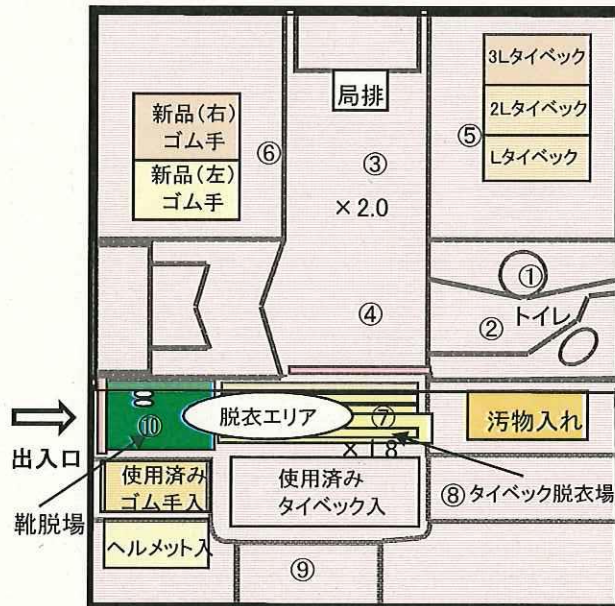 3Lタイベック
2Lタイベック
Lタイベック
⑤
局排
新品(右)
ゴム手
新品(左)
ゴム手
⑥
③
×2.0
①
②
トイレ
④
出入口
⑩
脱衣エリア
⑦
×1.8
汚物入れ
靴脱場
使用済み
ゴム手入
使用済み
タイベック入
⑧タイベック脱衣場
ヘルメット入
⑨